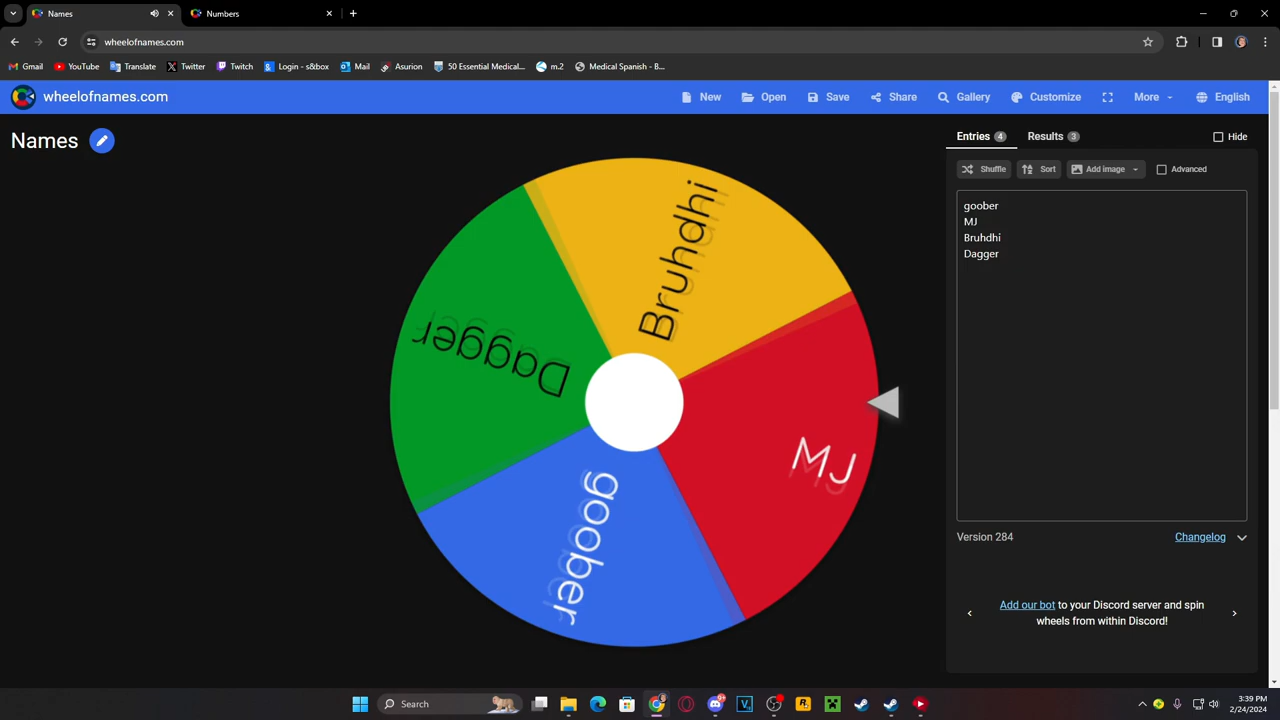 Names
Numbers
wheelofnames.com
Gmail
YouTube
Translate
Twitter
Twitch
Login - s&box
Mail
Asurion
50 Essential Medical...
m.2
Medical Spanish - B...
wheelofnames.com
New
Open
Save
Share
Gallery
Customize
More
English
Names
Entries 4
Results 3
Hide
Shuffle
Sort
Add image
Advanced
goober
MJ
Bruhdhi
Dagger
Bruhdhi
Dagger
MJ
goober
Version 284
Changelog
Add our bot to your Discord server and spin
wheels from within Discord!
Search
3:39 PM
2/24/2024